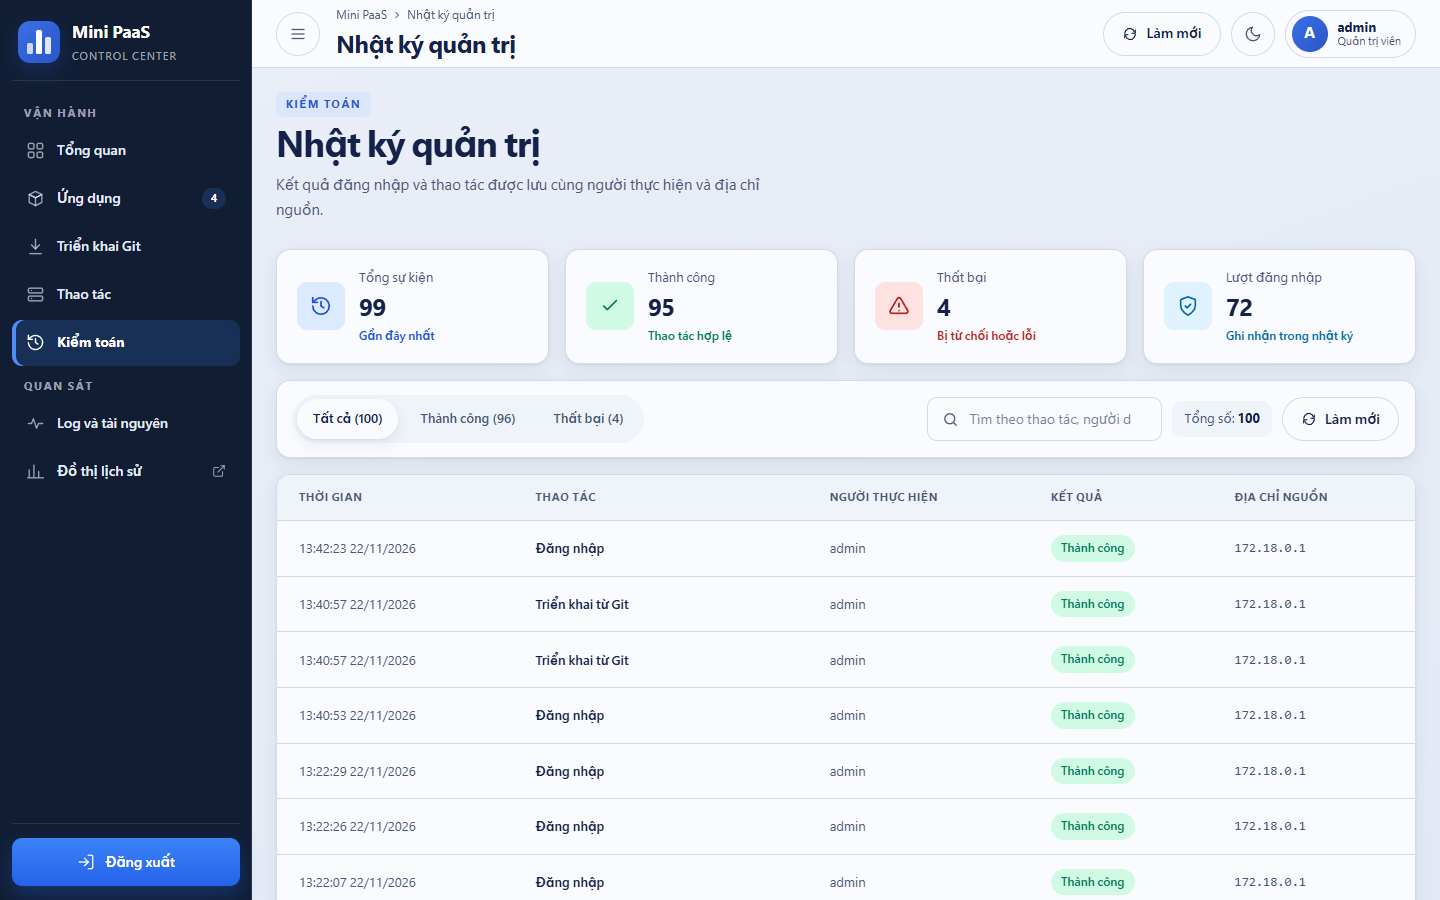 Mini PaaS
CONTROL CENTER
VẬN HÀNH
Tổng quan
Ứng dụng 4
Triển khai Git
Thao tác
Kiểm toán
QUAN SÁT
Log và tài nguyên
Đồ thị lịch sử
Đăng xuất
Mini PaaS > Nhật ký quản trị
Nhật ký quản trị
Làm mới
A
admin
Quản trị viên
KIỂM TOÁN
Nhật ký quản trị
Kết quả đăng nhập và thao tác được lưu cùng người thực hiện và địa chỉ
nguồn.
Tổng sự kiện
99
Gần đây nhất
Thành công
95
Thao tác hợp lệ
Thất bại
4
Bị từ chối hoặc lỗi
Lượt đăng nhập
72
Ghi nhận trong nhật ký
Tất cả (100) Thành công (96) Thất bại (4)
Tìm theo thao tác, người d
Tổng số: 100
Làm mới
THỜI GIAN THAO TÁC NGƯỜI THỰC HIỆN KẾT QUẢ ĐỊA CHỈ NGUỒN
13:42:23 22/11/2026 Đăng nhập admin Thành công 172.18.0.1
13:40:57 22/11/2026 Triển khai từ Git admin Thành công 172.18.0.1
13:40:57 22/11/2026 Triển khai từ Git admin Thành công 172.18.0.1
13:40:53 22/11/2026 Đăng nhập admin Thành công 172.18.0.1
13:22:29 22/11/2026 Đăng nhập admin Thành công 172.18.0.1
13:22:26 22/11/2026 Đăng nhập admin Thành công 172.18.0.1
13:22:07 22/11/2026 Đăng nhập admin Thành công 172.18.0.1